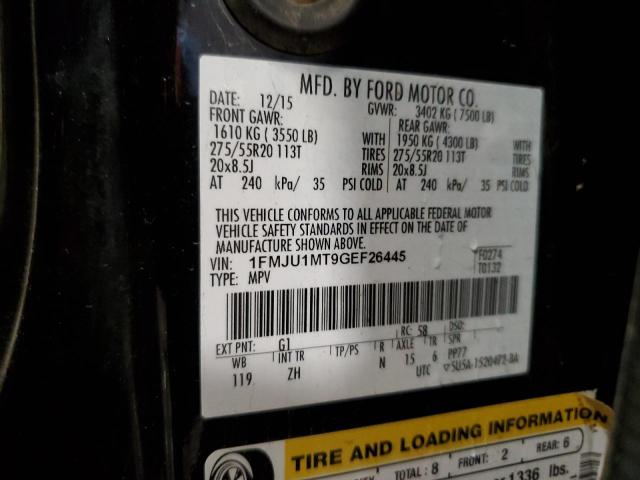 MFD. BY FORD MOTOR CO.
DATE: 12/15 GVWR: 3402 KG ( 7500 LB)
FRONT GAWR: REAR GAWR:
1610 KG ( 3550 LB) WITH 1950 KG ( 4300 LB) WITH
275/55R20 113T TIRES 275/55R20 113T TIRES
20x8.5J RIMS 20x8.5J RIMS
AT 240 kPa/ 35 PSI COLD AT 240 kPa/ 35 PSI COLD
THIS VEHICLE CONFORMS TO ALL APPLICABLE FEDERAL MOTOR
VEHICLE SAFETY STANDARDS IN EFFECT ON THE DATE OF
MANUFACTURE SHOWN ABOVE.
VIN: 1FMJU1MT9GEF26445 F0274
TYPE: MPV T0132
EXT PNT: G1 RC: 58 DSO:
WB INT TR TP/PS R AXLE TR SPR
119 ZH N 15 6 PP77
UTC
TIRE AND LOADING INFORMATION
TOTAL : 8 FRONT: 2 REAR: 6
1336 lbs.